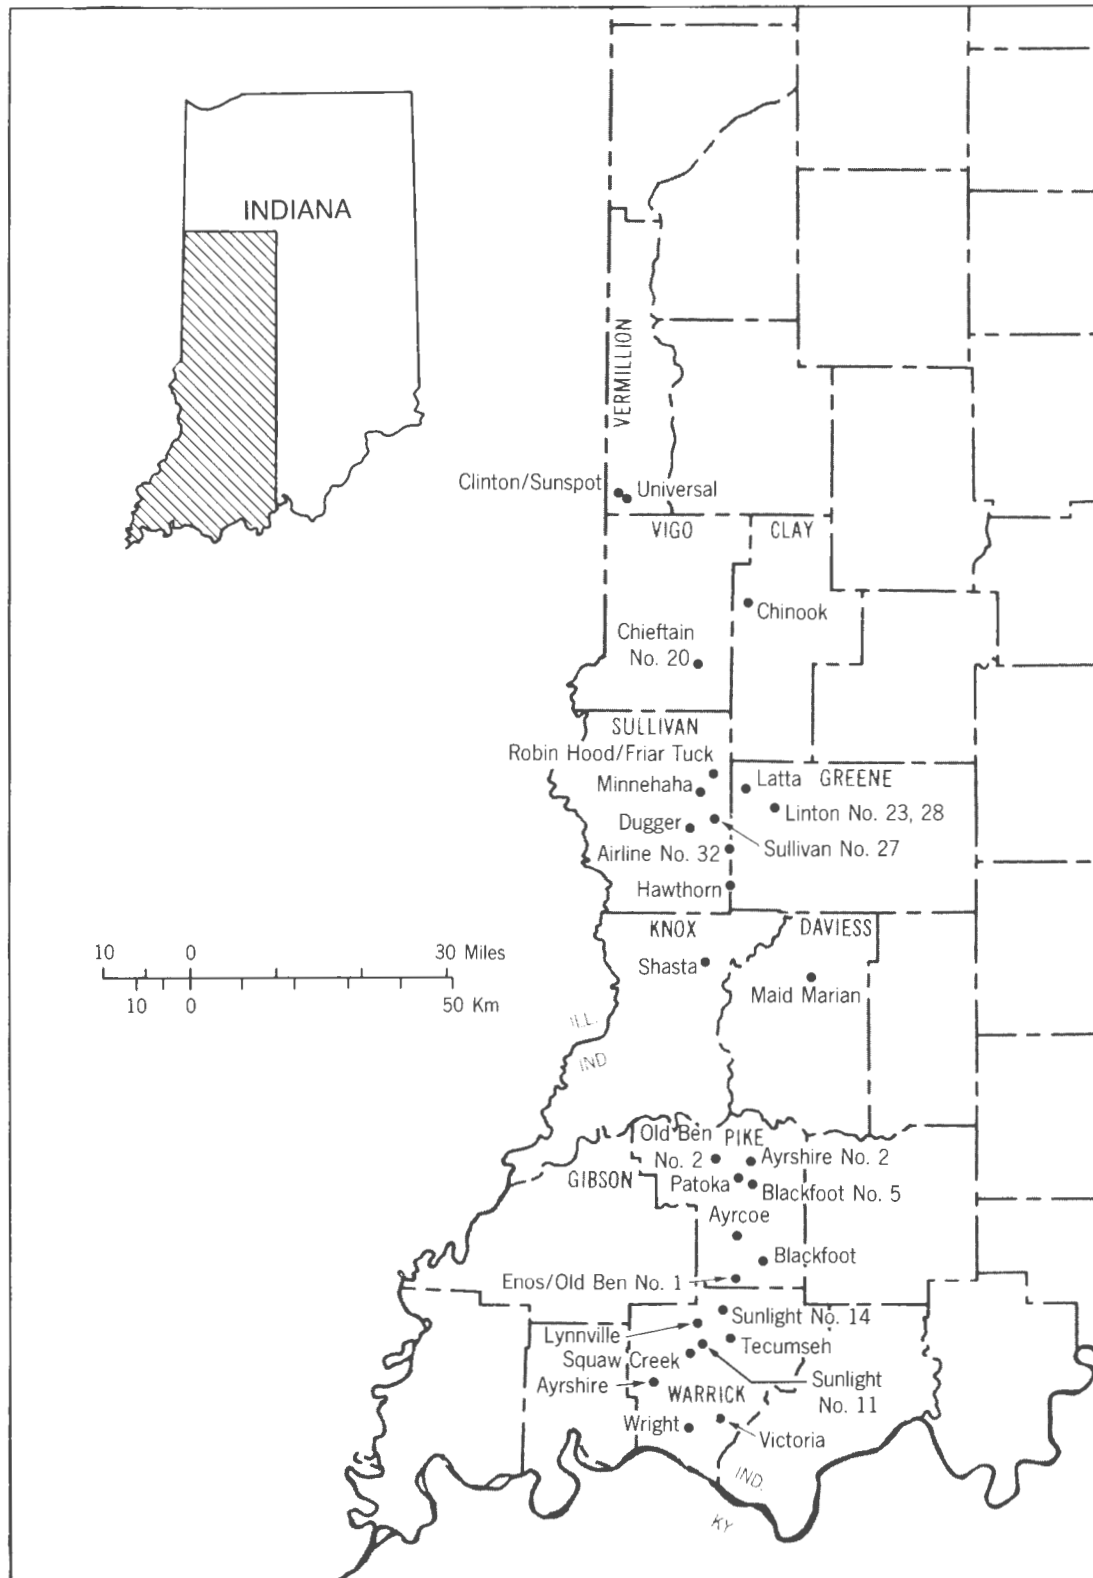 INDIANA
VERMILLION
Clinton/Sunspot
Universal
VIGO
CLAY
Chinook
Chieftain
No. 20
SULLIVAN
Robin Hood/Friar Tuck
Minnehaha
Latta
GREENE
Linton No. 23, 28
Dugger
Sullivan No. 27
Airline No. 32
Hawthorn
KNOX
DAVIESS
Shasta
Maid Marian
10 0 30 Miles
10 0 50 Km
ILL.
IND
Old Ben
No. 2
PIKE
Ayrshire No. 2
GIBSON
Patoka
Blackfoot No. 5
Ayrcoe
Blackfoot
Enos/Old Ben No. 1
Sunlight No. 14
Lynnville
Tecumseh
Squaw Creek
Ayrshire
Sunlight
No. 11
WARRICK
Wright
Victoria
IND.
KY